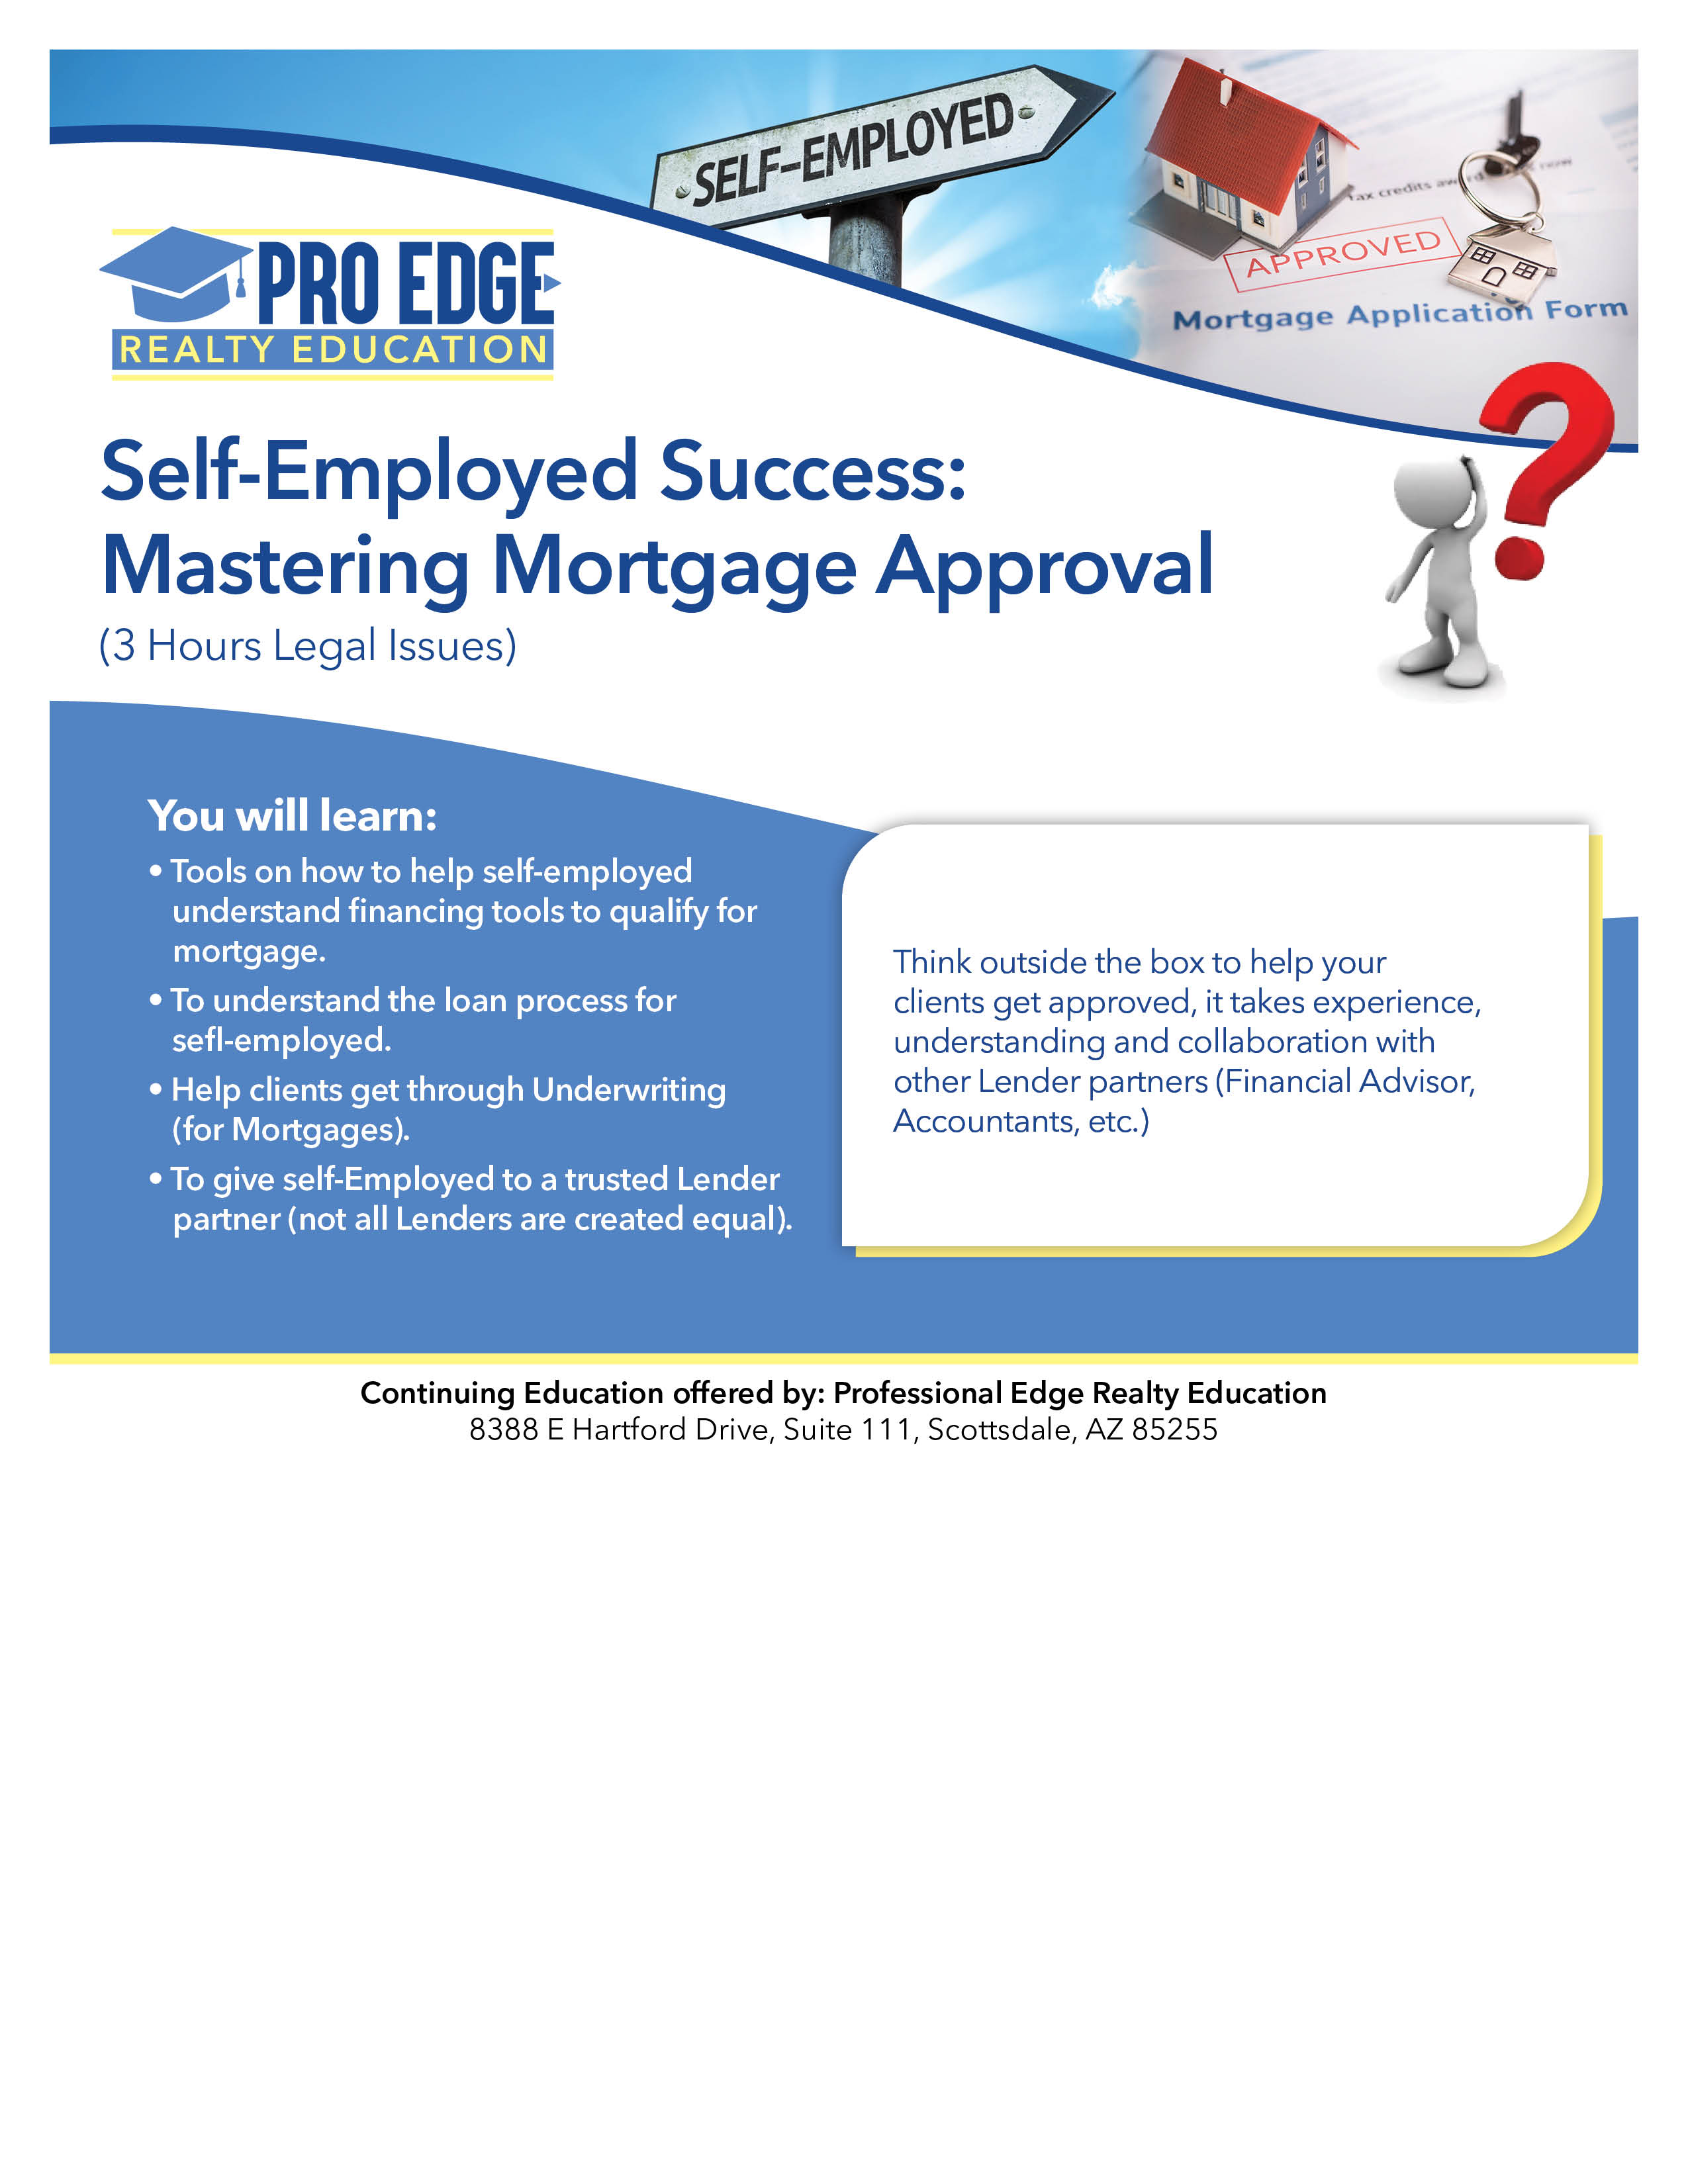 SELF-EMPLOYED
tax credits
APPROVED
Mortgage Application Form
PRO EDGE
REALTY EDUCATION
Self-Employed Success:
Mastering Mortgage Approval
(3 Hours Legal Issues)
You will learn:
• Tools on how to help self-employed
understand financing tools to qualify for
mortgage.
• To understand the loan process for
sefl-employed.
• Help clients get through Underwriting
(for Mortgages).
• To give self-Employed to a trusted Lender
partner (not all Lenders are created equal).
Think outside the box to help your
clients get approved, it takes experience,
understanding and collaboration with
other Lender partners (Financial Advisor,
Accountants, etc.)
Continuing Education offered by: Professional Edge Realty Education
8388 E Hartford Drive, Suite 111, Scottsdale, AZ 85255